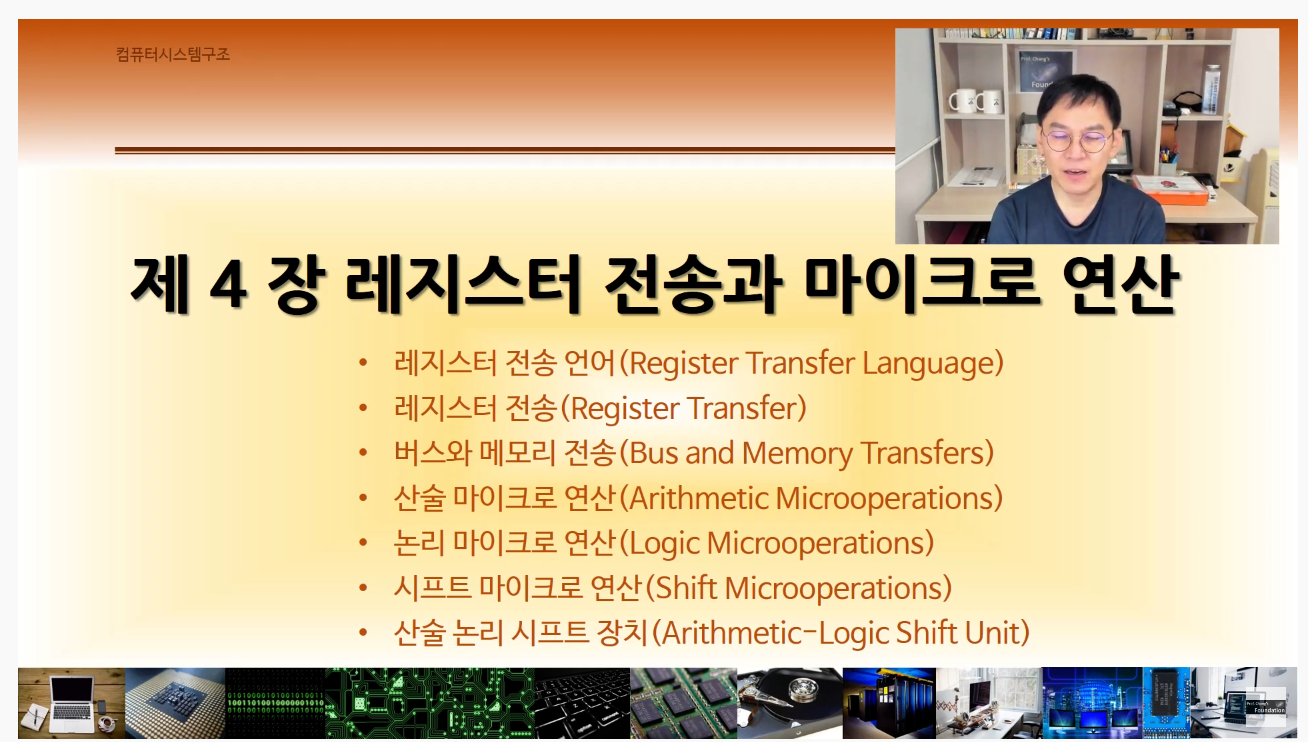 컴퓨터시스템구조
Prof. Chang's
제 4 장 레지스터 전송과 마이크로 연산
• 레지스터 전송 언어(Register Transfer Language)
• 레지스터 전송(Register Transfer)
• 버스와 메모리 전송(Bus and Memory Transfers)
• 산술 마이크로 연산(Arithmetic Microoperations)
• 논리 마이크로 연산(Logic Microoperations)
• 시프트 마이크로 연산(Shift Microoperations)
• 산술 논리 시프트 장치(Arithmetic-Logic Shift Unit)
Prof. Chang's
Foundation